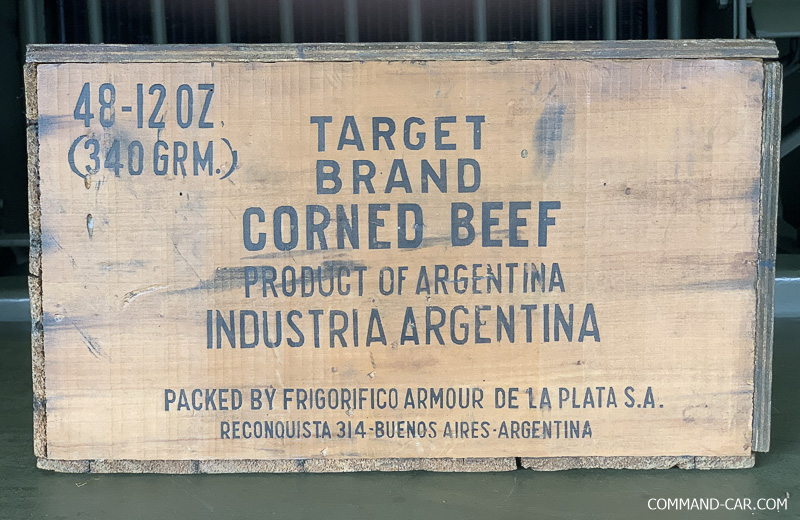 48-12 OZ
(340 GRM.)
TARGET
BRAND
CORNED BEEF
PRODUCT OF ARGENTINA
INDUSTRIA ARGENTINA
PACKED BY FRIGORIFICO ARMOUR DE LA PLATA S.A.
RECONQUISTA 314-BUENOS AIRES-ARGENTINA
COMMAND-CAR.COM